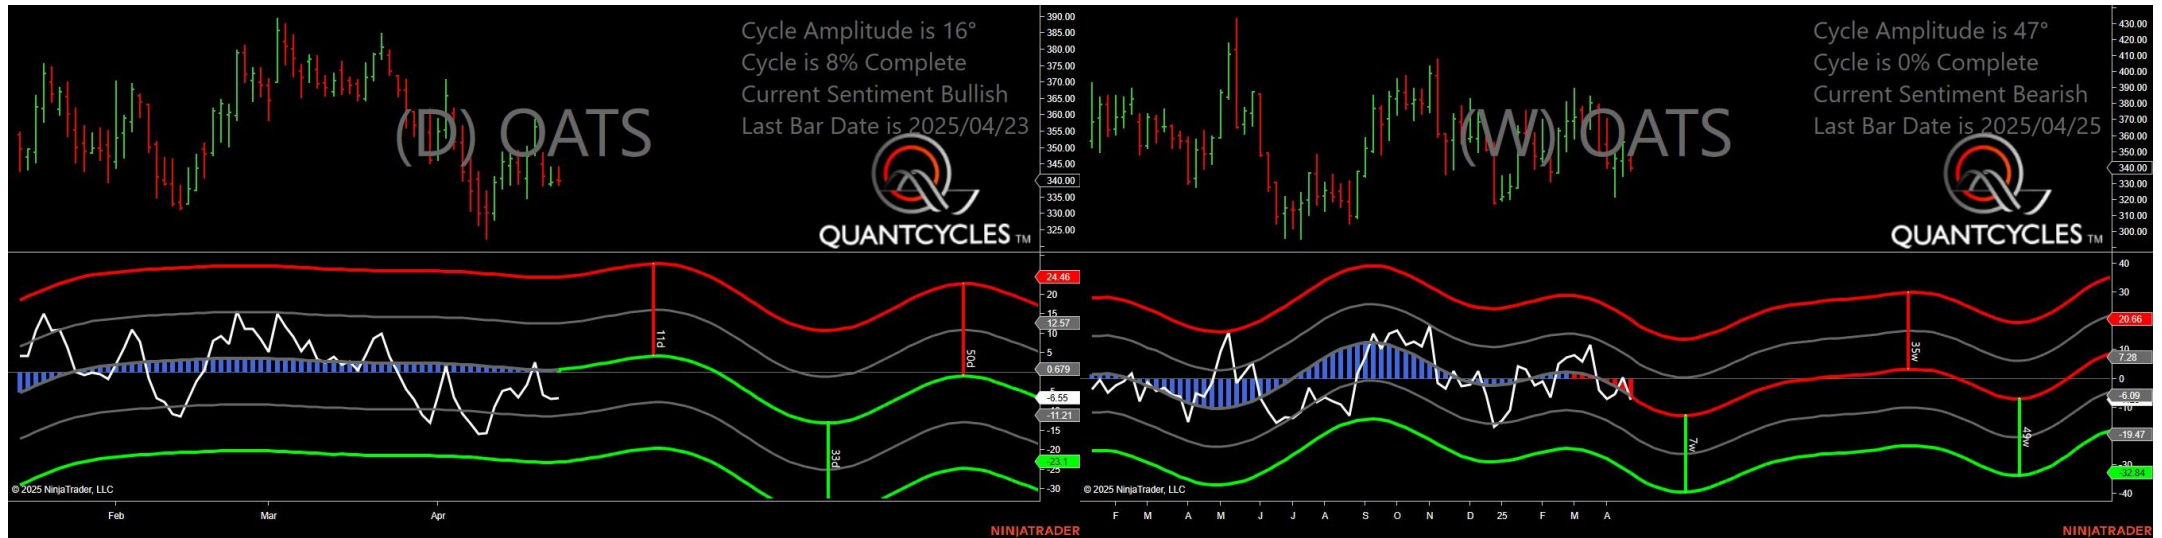 Cycle Amplitude is 16°
Cycle is 8% Complete
Current Sentiment Bullish
Last Bar Date is 2025/04/23
(D) OATS
QUANTCYCLES TM
390.00
385.00
380.00
375.00
370.00
365.00
360.00
355.00
350.00
345.00
340.00
335.00
330.00
325.00
24.46
20
15
12.57
10
5
0.679
-6.55
-11.21
-15
-20
-23.1
-25
-30
11d
33d
50d
© 2025 NinjaTrader, LLC
Feb
Mar
Apr
NINJATRADER
Cycle Amplitude is 47°
Cycle is 0% Complete
Current Sentiment Bearish
Last Bar Date is 2025/04/25
(W) OATS
QUANTCYCLES TM
430.00
420.00
410.00
400.00
390.00
380.00
370.00
360.00
350.00
340.00
330.00
320.00
310.00
300.00
40
30
20.66
10
7.28
0
-6.09
-10
-19.47
-30
-32.84
-40
7w
35w
49w
© 2025 NinjaTrader, LLC
F
M
A
M
J
J
A
S
O
N
D
25
F
M
A
NINJATRADER